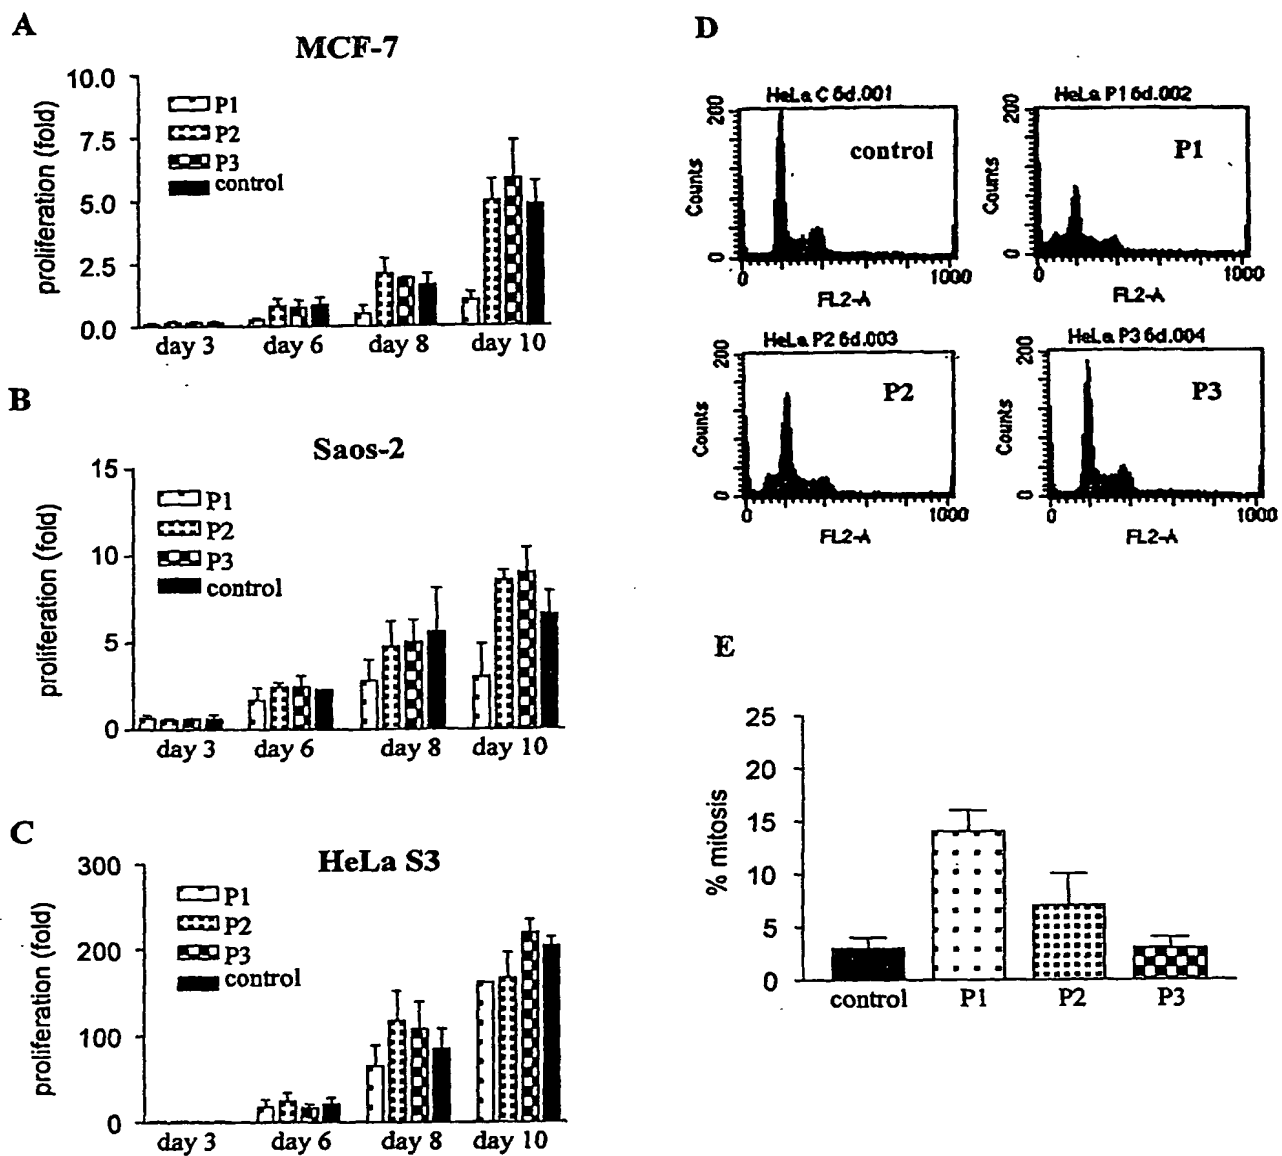 A
MCF-7
10.0
7.5
5.0
2.5
0.0
proliferation (fold)
P1
P2
P3
control
day 3
day 6
day 8
day 10
B
Saos-2
15
10
5
0
proliferation (fold)
P1
P2
P3
control
day 3
day 6
day 8
day 10
C
HeLa S3
300
200
100
0
proliferation (fold)
P1
P2
P3
control
day 3
day 6
day 8
day 10
D
HeLa C 6d.001
200
0
Counts
control
0
1000
FL2-A
HeLa P1 6d.002
200
0
Counts
P1
0
1000
FL2-A
HeLa P2 6d.003
200
0
Counts
P2
0
1000
FL2-A
HeLa P3 6d.004
200
0
Counts
P3
0
1000
FL2-A
E
25
20
15
10
5
0
% mitosis
control
P1
P2
P3